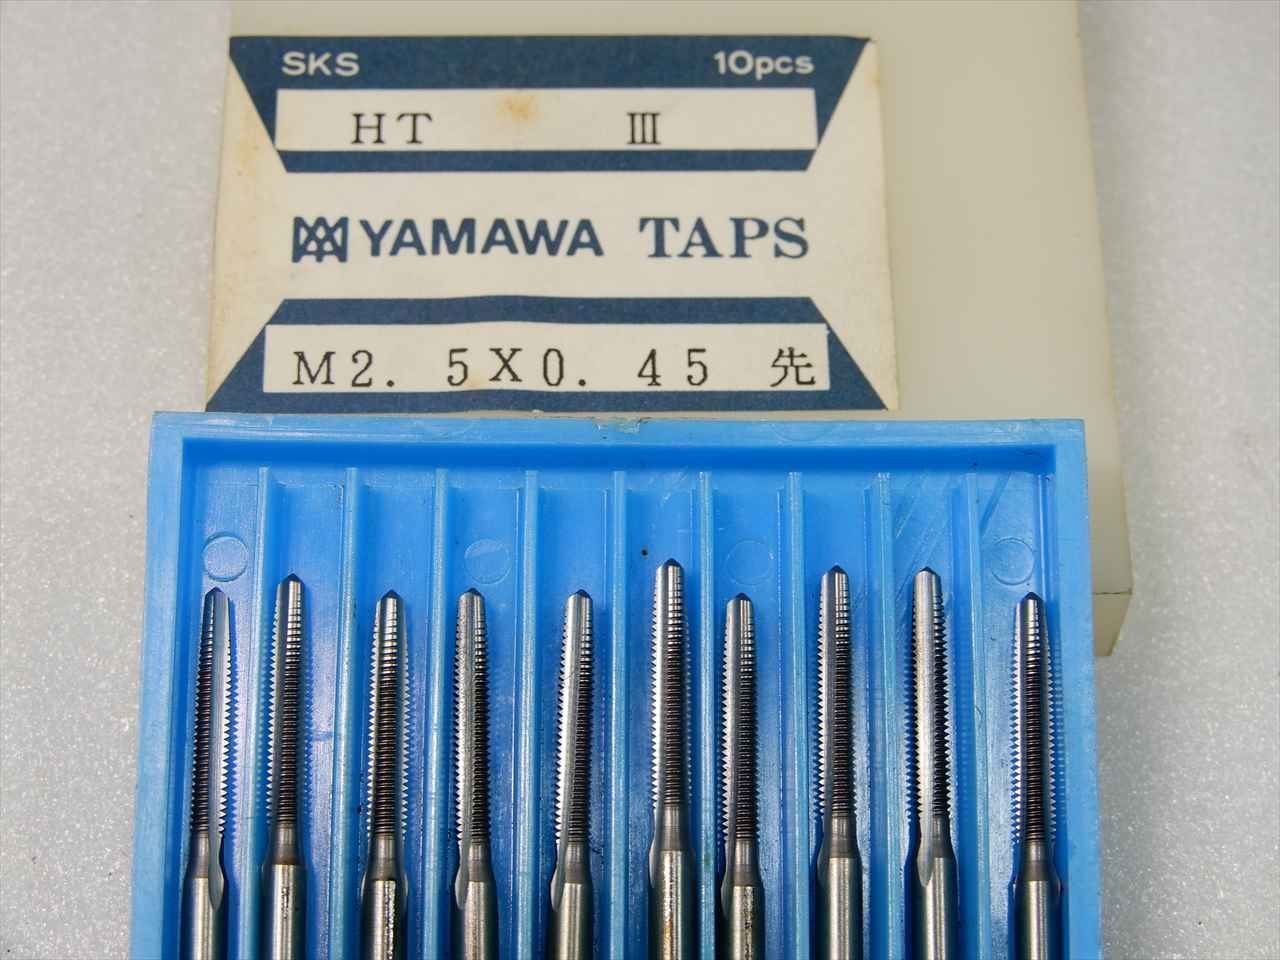 SKS 10pcs
HT III
YAMAWA TAPS
M2.5X0.45 先